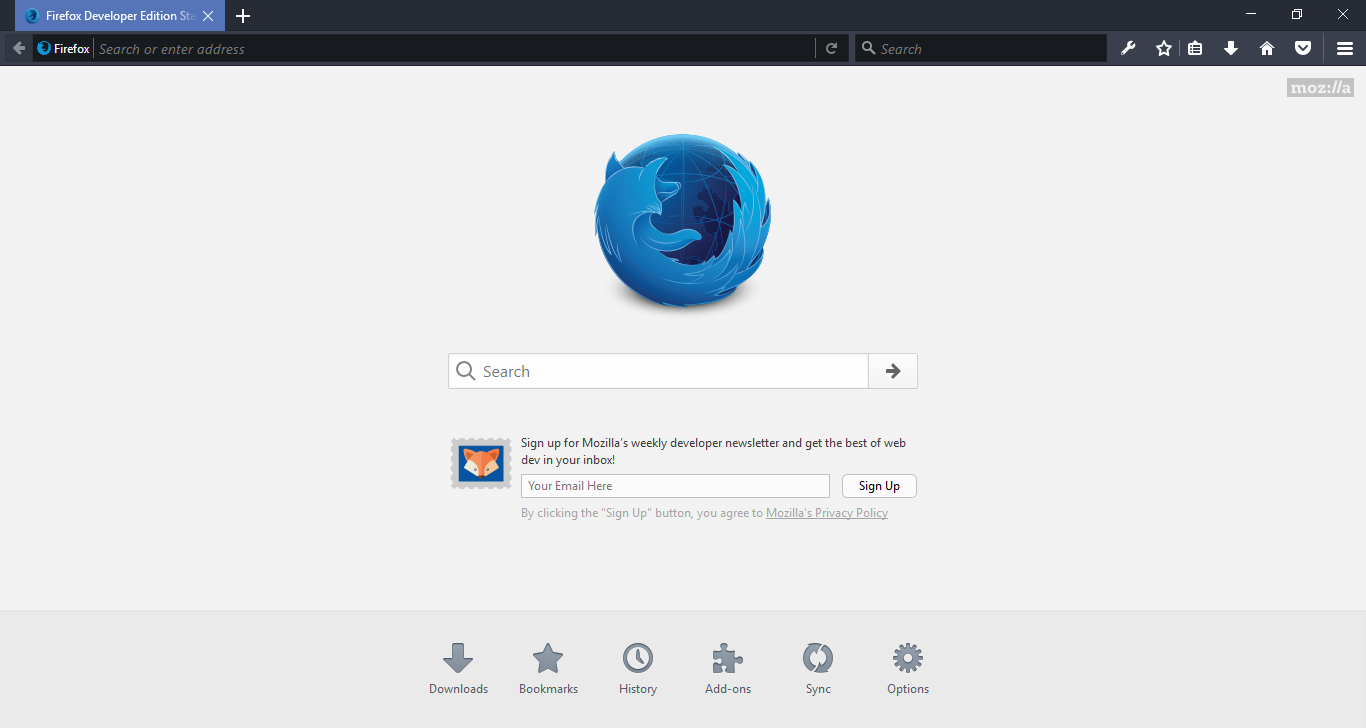 Firefox Developer Edition Sta
Firefox
Search or enter address
Search
moz://a
Search
Sign up for Mozilla's weekly developer newsletter and get the best of web
dev in your inbox!
Your Email Here
Sign Up
By clicking the "Sign Up" button, you agree to Mozilla's Privacy Policy
Downloads
Bookmarks
History
Add-ons
Sync
Options